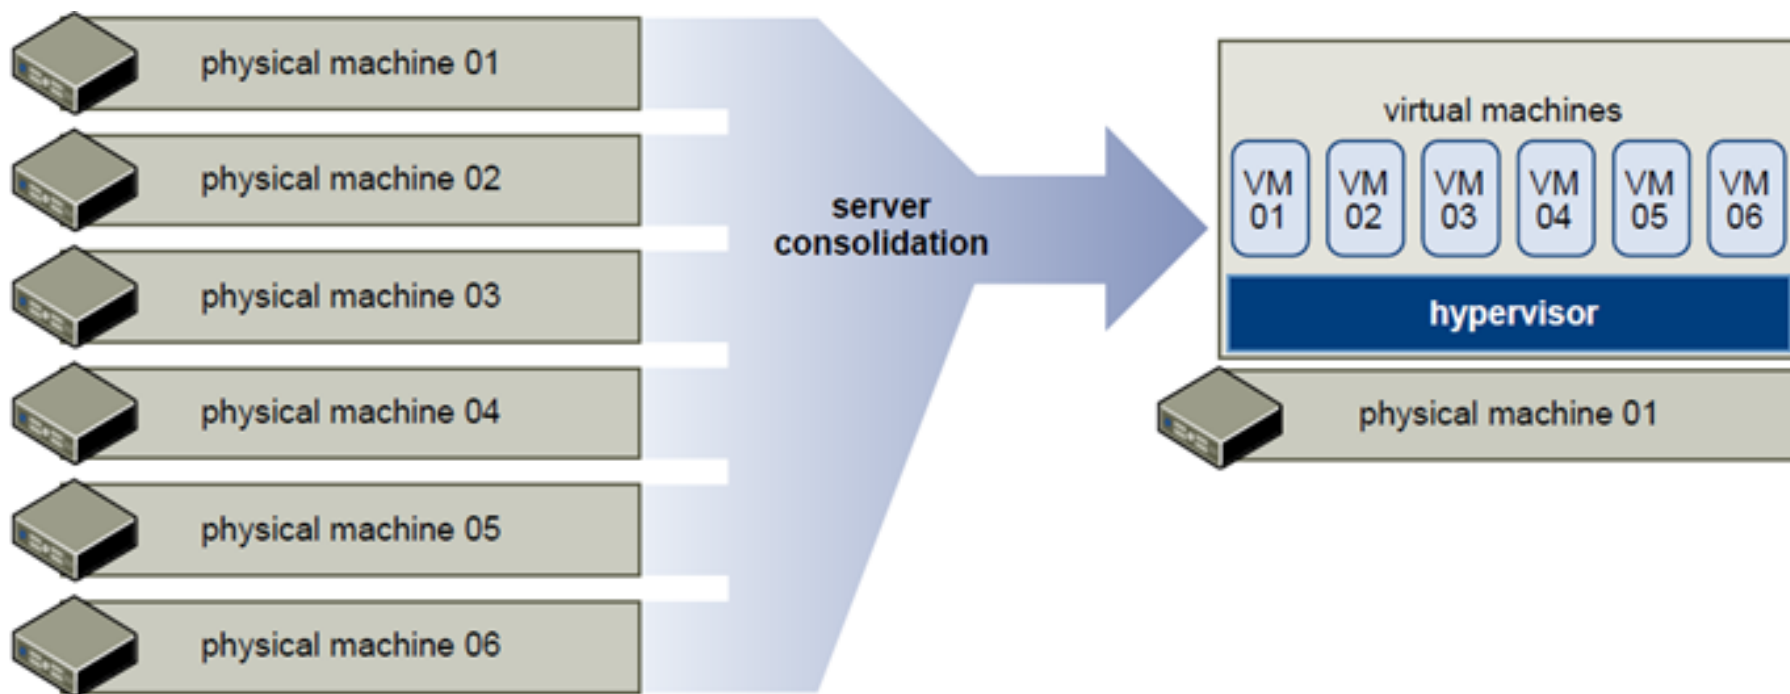 physical machine 01
physical machine 02
physical machine 03
physical machine 04
physical machine 05
physical machine 06
server
consolidation
virtual machines
VM VM VM VM VM VM
01 02 03 04 05 06
hypervisor
physical machine 01